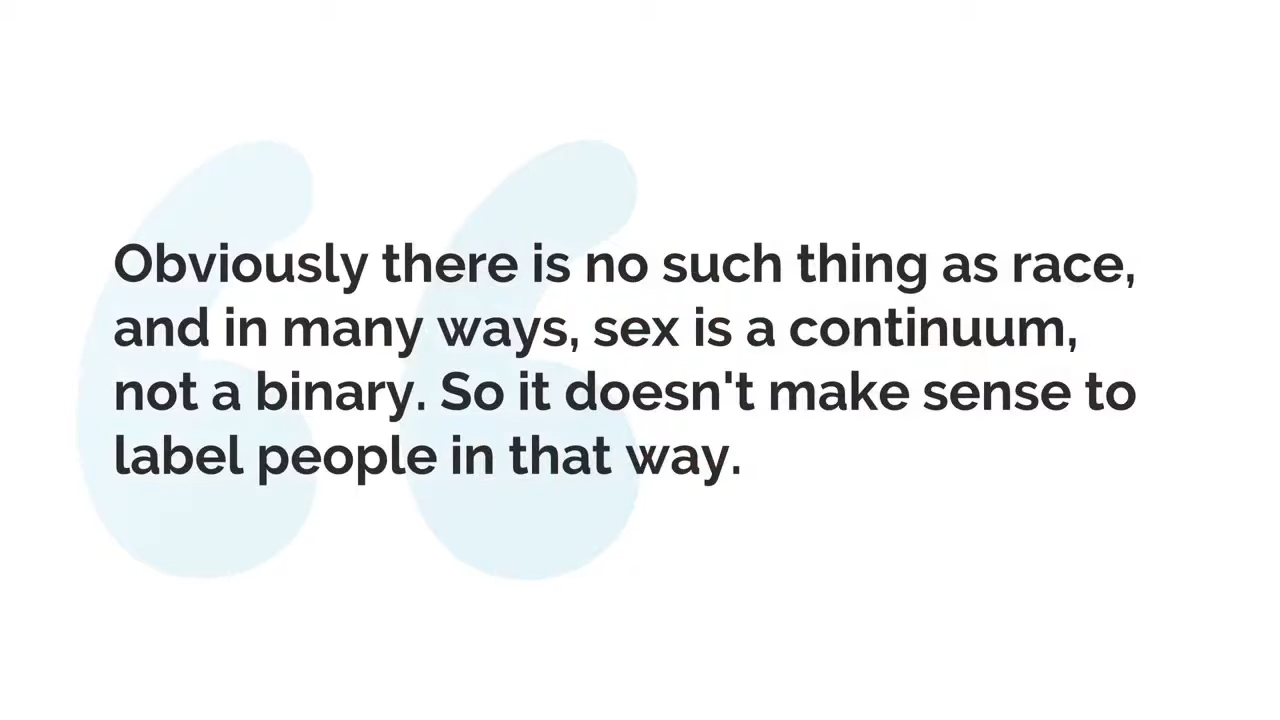 Obviously there is no such thing as race,
and in many ways, sex is a continuum,
not a binary. So it doesn't make sense to
label people in that way.